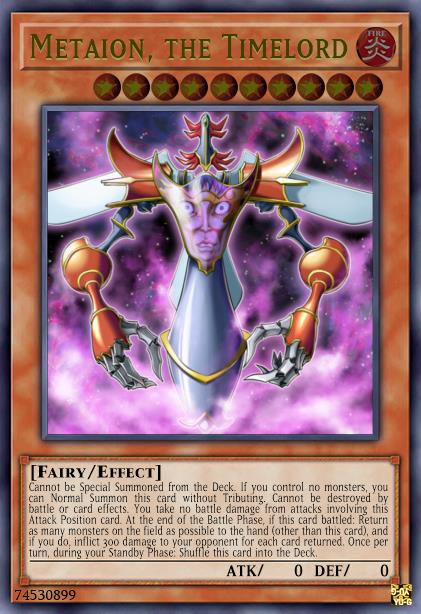 METAION, THE TIMELORD
FIRE
炎
[FAIRY/EFFECT]
Cannot be Special Summoned from the Deck. If you control no monsters, you
can Normal Summon this card without Tributing. Cannot be destroyed by
battle or card effects. You take no battle damage from attacks involving this
Attack Position card. At the end of the Battle Phase, if this card battled: Return
as many monsters on the field as possible to the hand (other than this card), and
if you do, inflict 300 damage to your opponent for each card returned. Once per
turn, during your Standby Phase: Shuffle this card into the Deck.
ATK/ 0 DEF/ 0
74530899